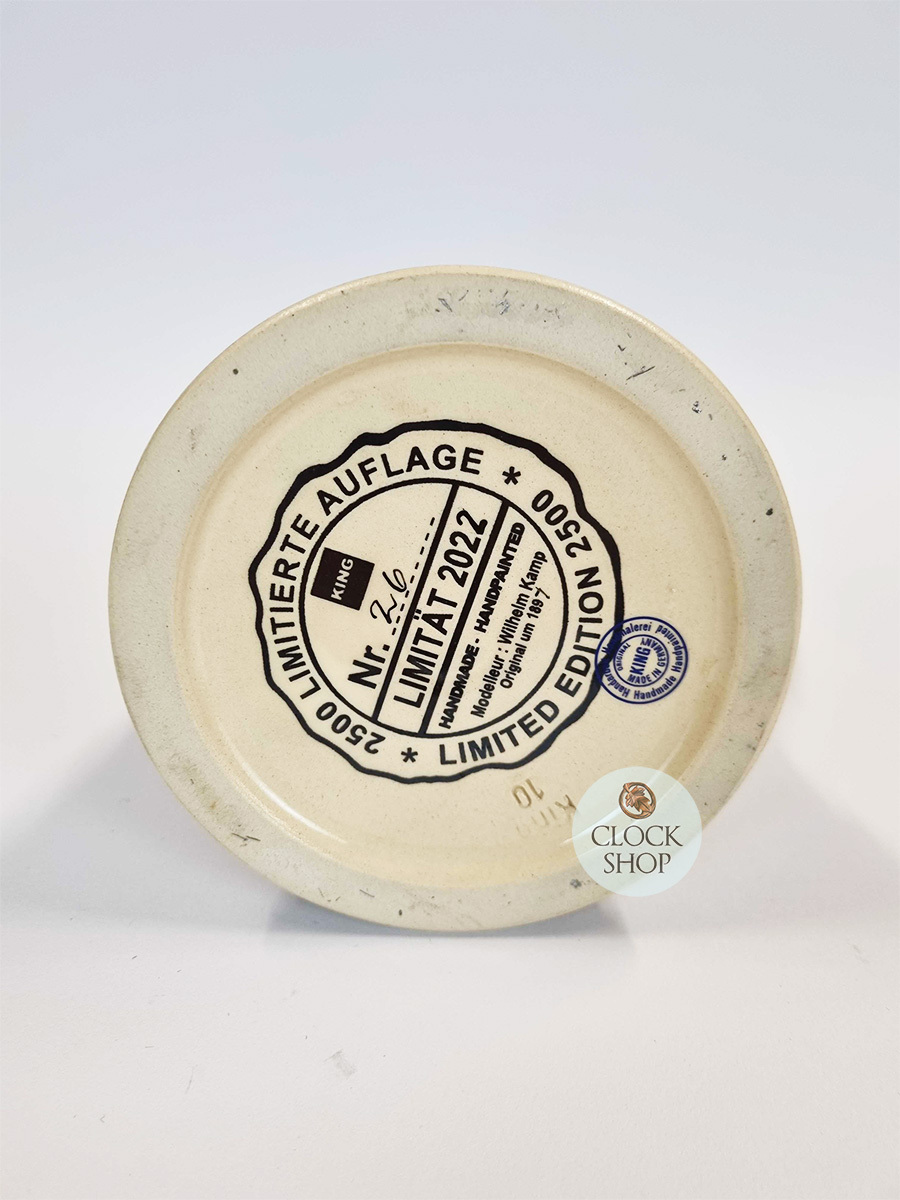 2500 LIMITIERTE AUFLAGE *
LIMITED EDITION 2500 *
KING
Nr. 26
LIMITÄT 2022
HANDMADE - HANDPAINTED
Modelleur : Wilhelm Kamp
Original um 1897
Handmade Handpainted
ORIGINAL
KING
MADE IN GERMANY
King
10
CLOCK
SHOP